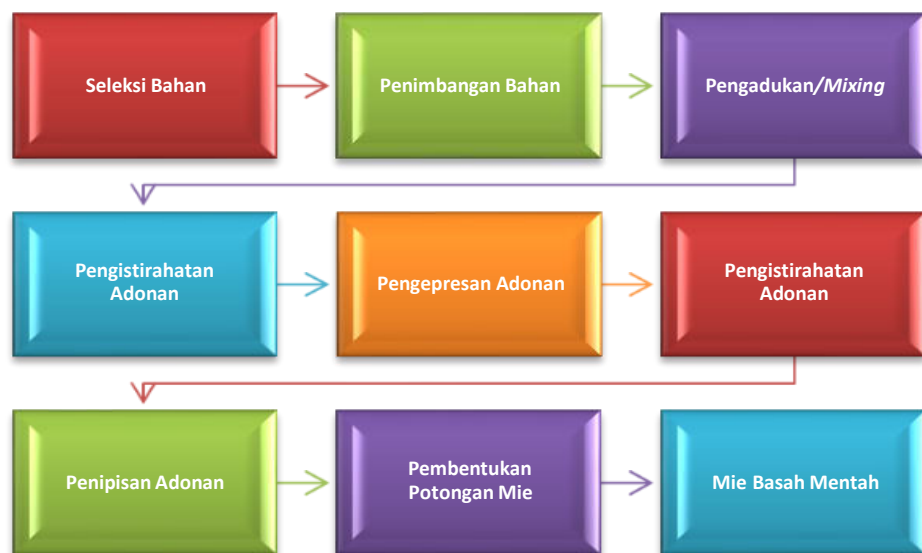 Seleksi Bahan
Penimbangan Bahan
Pengadukan/Mixing
Pengistirahatan
Adonan
Pengepresan Adonan
Pengistirahatan
Adonan
Penipisan Adonan
Pembentukan
Potongan Mie
Mie Basah Mentah